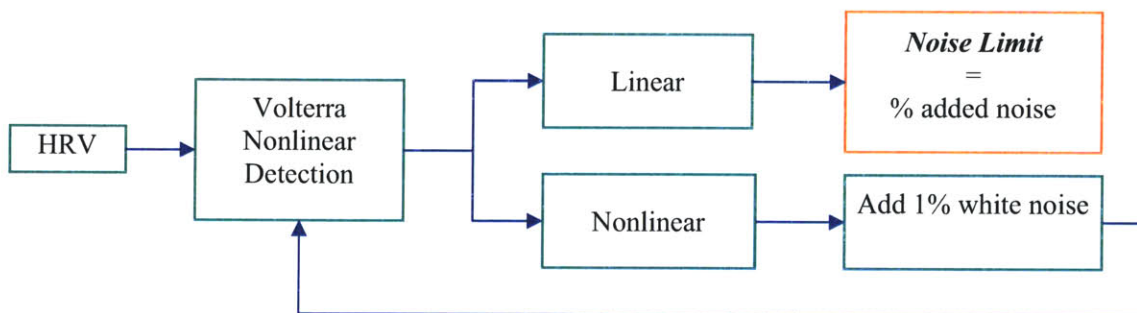 HRV
Volterra
Nonlinear
Detection
Linear
Noise Limit
=
% added noise
Nonlinear
Add 1% white noise